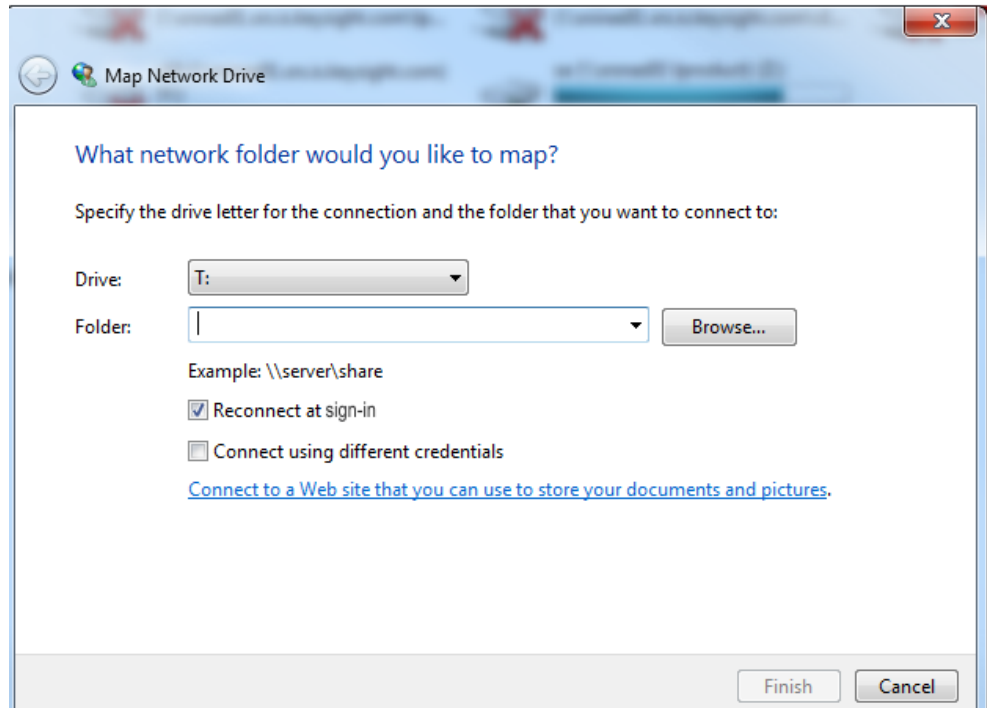 Map Network Drive
What network folder would you like to map?
Specify the drive letter for the connection and the folder that you want to connect to:
Drive: T:
Folder: Browse...
Example: \\server\share
Reconnect at sign-in
Connect using different credentials
Connect to a Web site that you can use to store your documents and pictures.
Finish Cancel